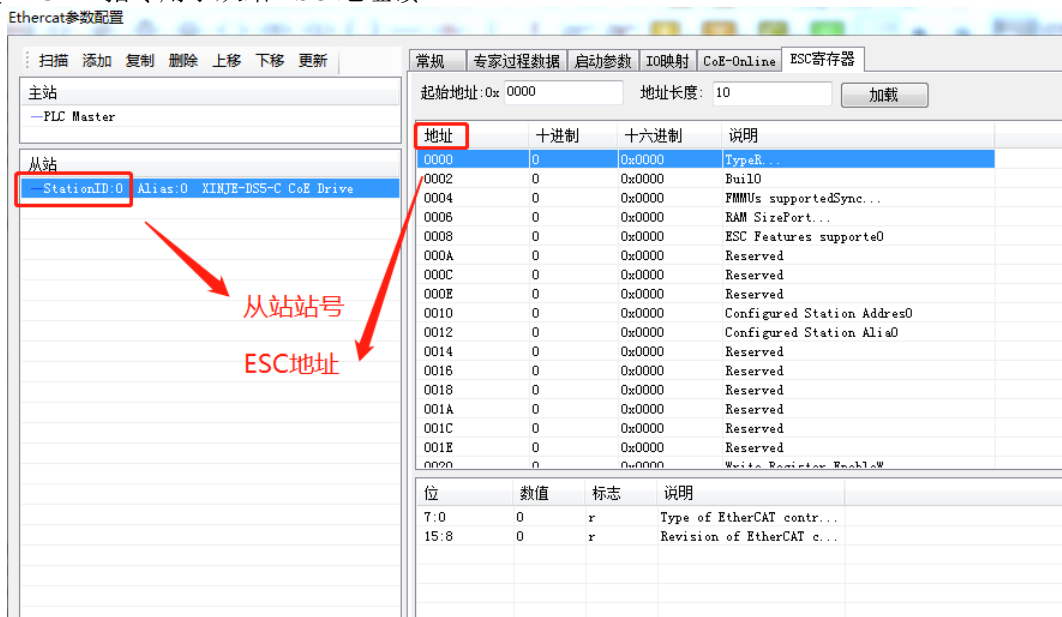 Ethercat参数配置
扫描 添加 复制 删除 上移 下移 更新
主站
PLC Master
从站
StationID:0 Alias:0 XINJE-DS5-C CoE Drive
从站站号
ESC地址
常规 专家过程数据 启动参数 IO映射 CoE-Online ESC寄存器
起始地址:0x 0000 地址长度: 10 加载
地址 十进制 十六进制 说明
0000 0 0x0000 TypeR...
0002 0 0x0000 Buil0
0004 0 0x0000 FMMUs supportedSync...
0006 0 0x0000 RAM SizePort...
0008 0 0x0000 ESC Features supporte0
000A 0 0x0000 Reserved
000C 0 0x0000 Reserved
000E 0 0x0000 Reserved
0010 0 0x0000 Configured Station Addres0
0012 0 0x0000 Configured Station Alia0
0014 0 0x0000 Reserved
0016 0 0x0000 Reserved
0018 0 0x0000 Reserved
001A 0 0x0000 Reserved
001C 0 0x0000 Reserved
001E 0 0x0000 Reserved
0020 0 0x0000 Write Register EnableW
位 数值 标志 说明
7:0 0 r Type of EtherCAT contr...
15:8 0 r Revision of EtherCAT c...